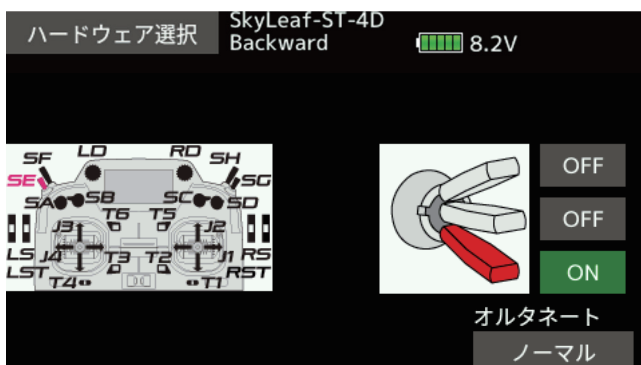 ハードウェア選択
SkyLeaf-ST-4D
Backward
8.2V
LD RD
SF SH
SE SG
SA SB SC SD
T6 T5
J3 J2
LS J4 J1 RS
LST T3 T2 RST
T4 T1
OFF
OFF
ON
オルタネート
ノーマル